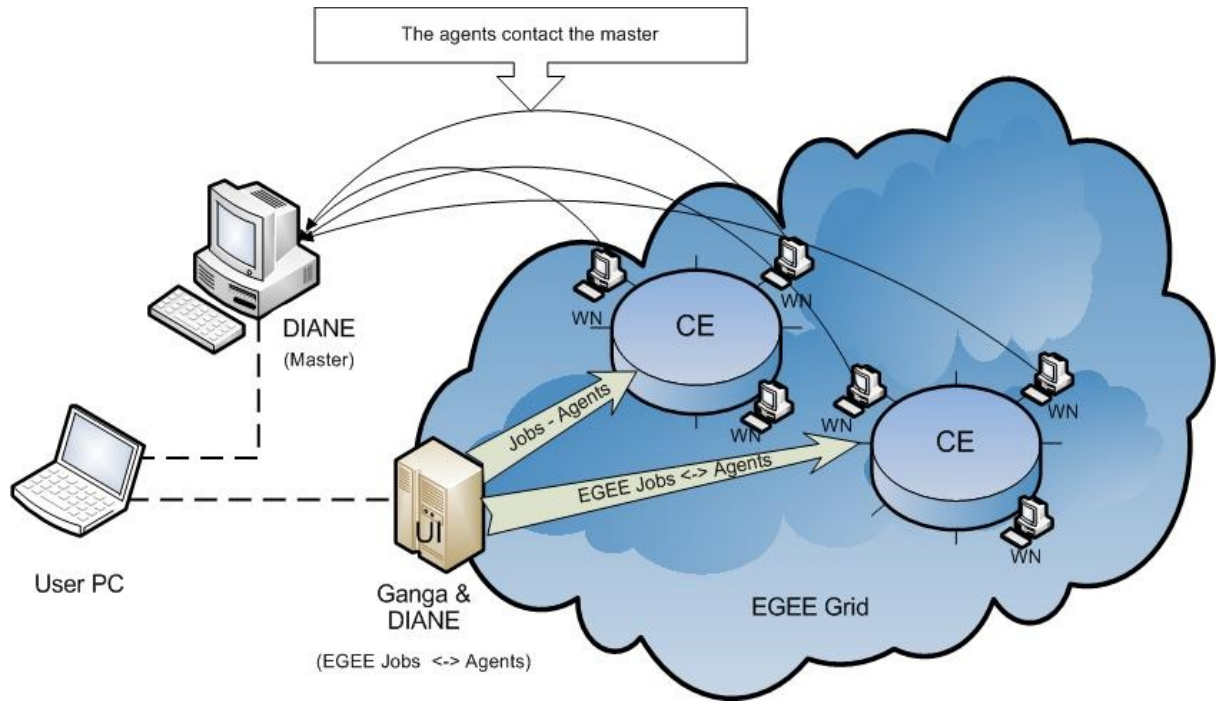 The agents contact the master
DIANE
(Master)
WN
WN
CE
WN
WN
WN
CE
WN
Jobs - Agents
EGEE Jobs <-> Agents
UI
User PC
Ganga &
DIANE
(EGEE Jobs <-> Agents)
EGEE Grid